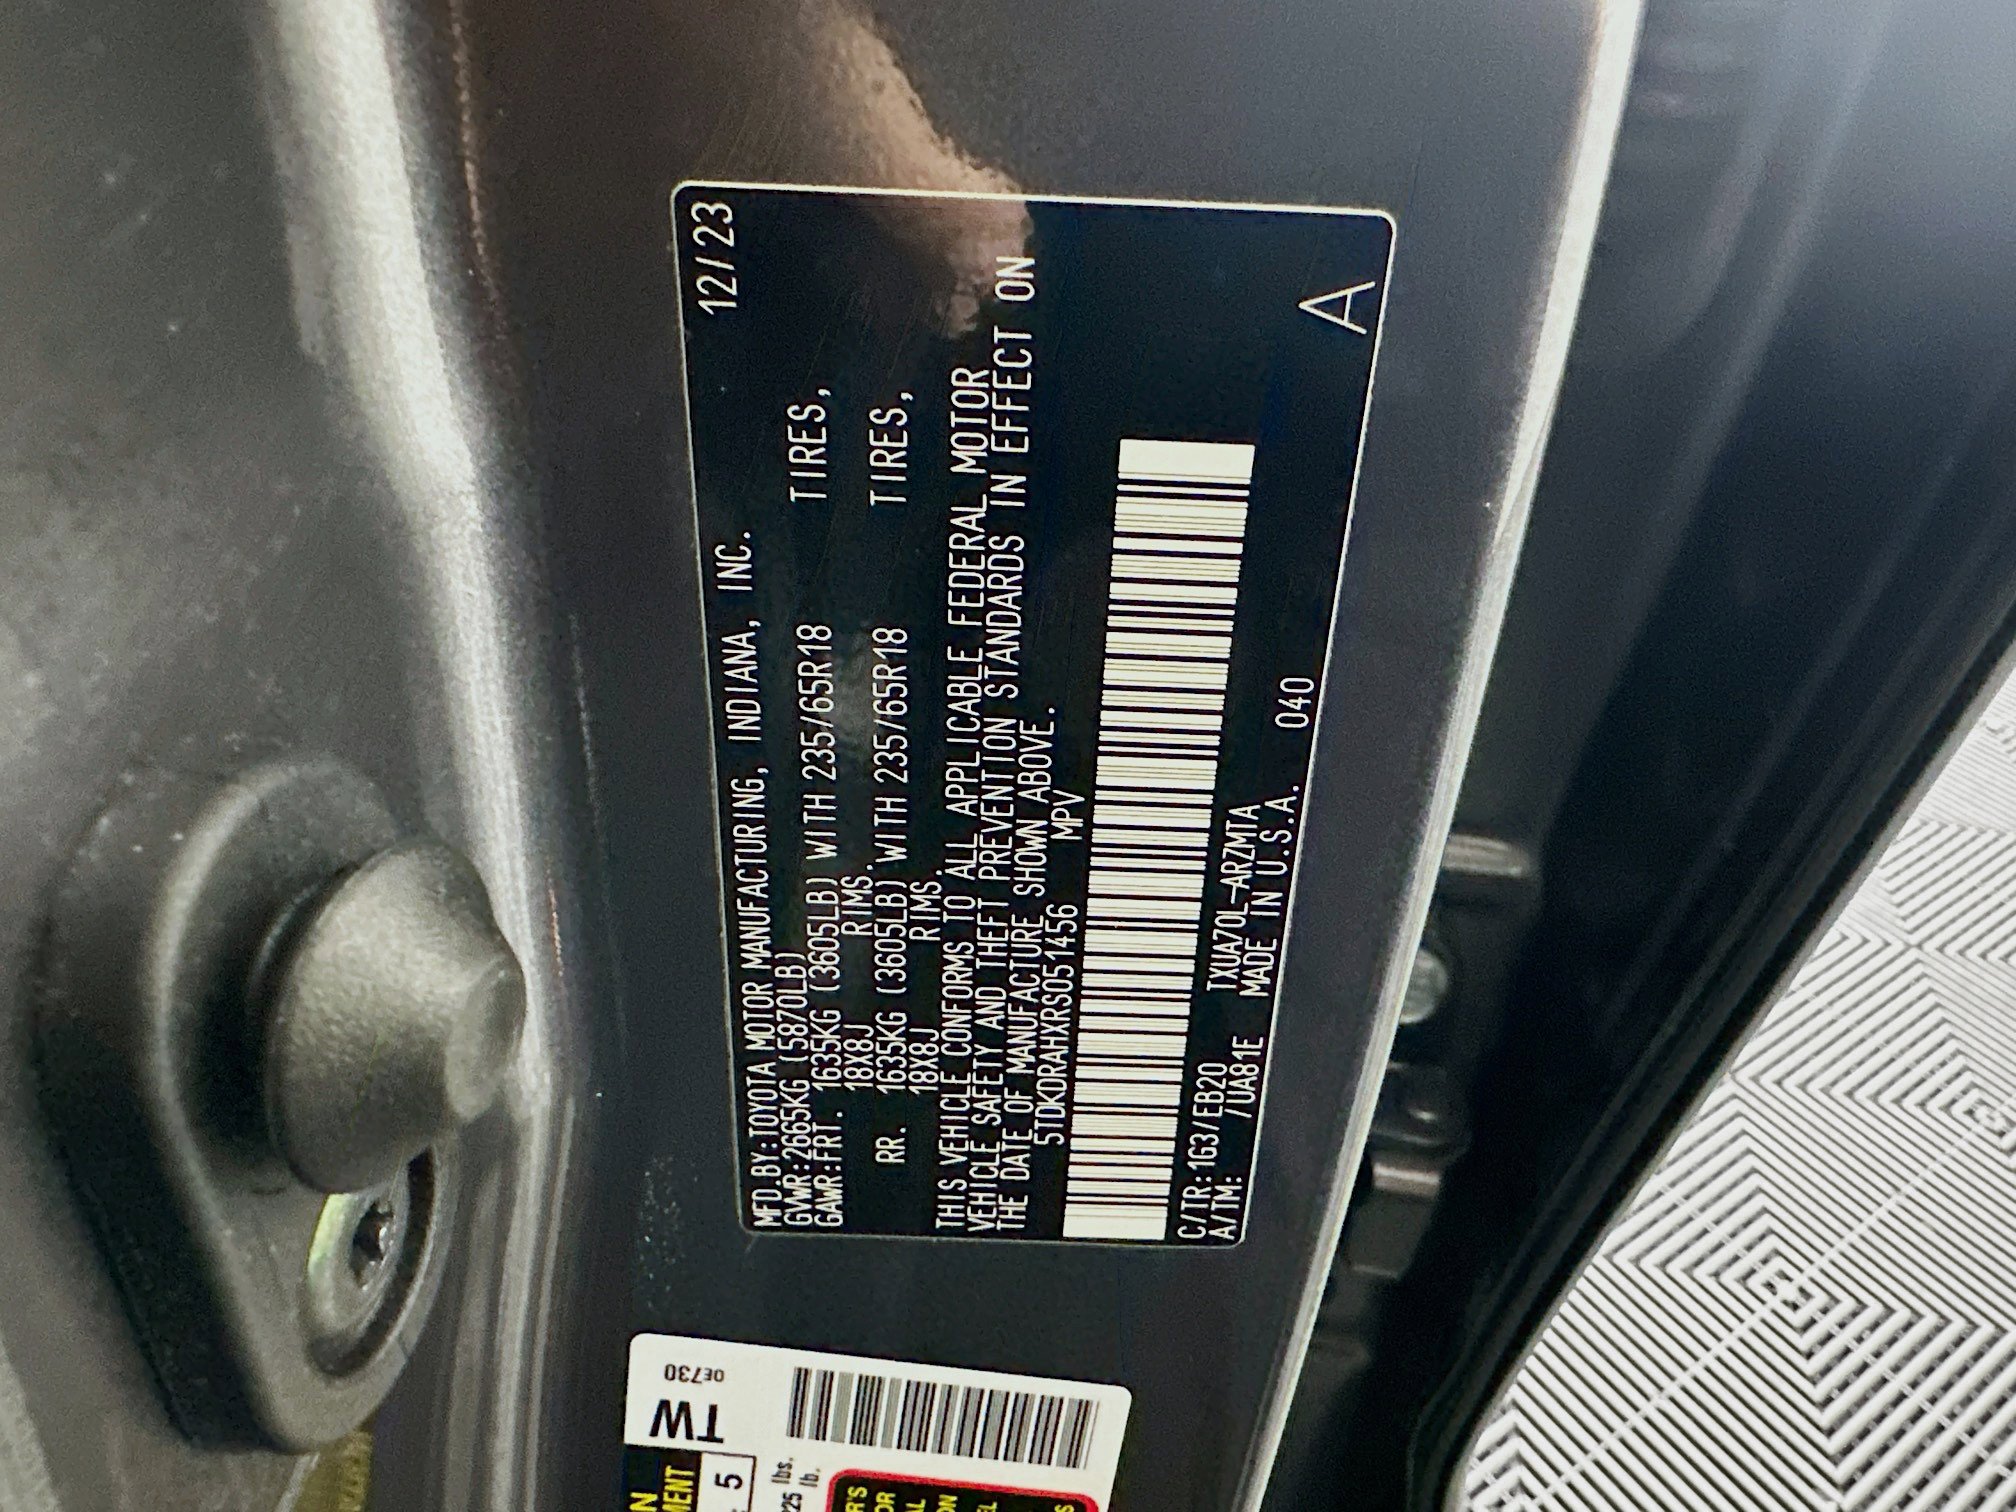 12/23
MFD.BY:TOYOTA MOTOR MANUFACTURING, INDIANA, INC.
GVWR:2665KG (5870LB)
GAWR:FRT. 1635KG (3605LB) WITH 235/65R18 TIRES,
18X8J RIMS.
RR. 1635KG (3605LB) WITH 235/65R18 TIRES,
18X8J RIMS.
THIS VEHICLE CONFORMS TO ALL APPLICABLE FEDERAL MOTOR
VEHICLE SAFETY AND THEFT PREVENTION STANDARDS IN EFFECT ON
THE DATE OF MANUFACTURE SHOWN ABOVE.
5TDKDRAHXRS051456 MPV
C/TR:1G3/EB20 TXUA70L-ARZMTA
A/TM: /UA81E MADE IN U.S.A. 040
A
TW
0E730
5
lbs.
lb.